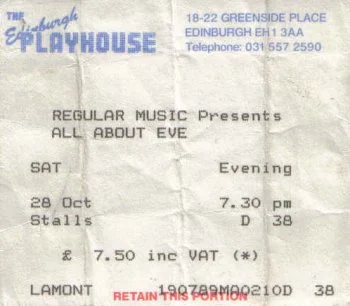 THE
Edinburgh
PLAYHOUSE
18-22 GREENSIDE PLACE
EDINBURGH EH1 3AA
Telephone: 031 557 2590
REGULAR MUSIC Presents
ALL ABOUT EVE
SAT Evening
28 Oct 7.30 pm
Stalls D 38
£ 7.50 inc VAT (*)
LAMONT 190789MA0210D 38
RETAIN THIS PORTION